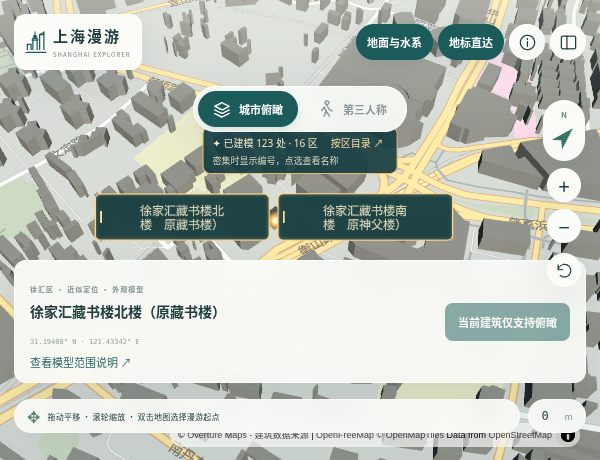 上海漫游
SHANGHAI EXPLORER
地面与水系
地标直达
城市俯瞰
第三人称
N
✦ 已建模 123 处 · 16 区 按区目录 ↗
密集时显示编号，点选查看名称
徐家汇藏书楼北
楼 原藏书楼）
徐家汇藏书楼南
楼 原神父楼）
+
−
衡山
徐汇区 · 近似定位 · 外观模型
徐家汇藏书楼北楼（原藏书楼）
31.19408° N · 121.43342° E
当前建筑仅支持俯瞰
查看模型范围说明 ↗
拖动平移 · 滚轮缩放 · 双击地图选择漫游起点
0 m
© Overture Maps · 建筑数据来源 | OpenFreeMap © OpenMapTiles Data from OpenStreetMap
南丹